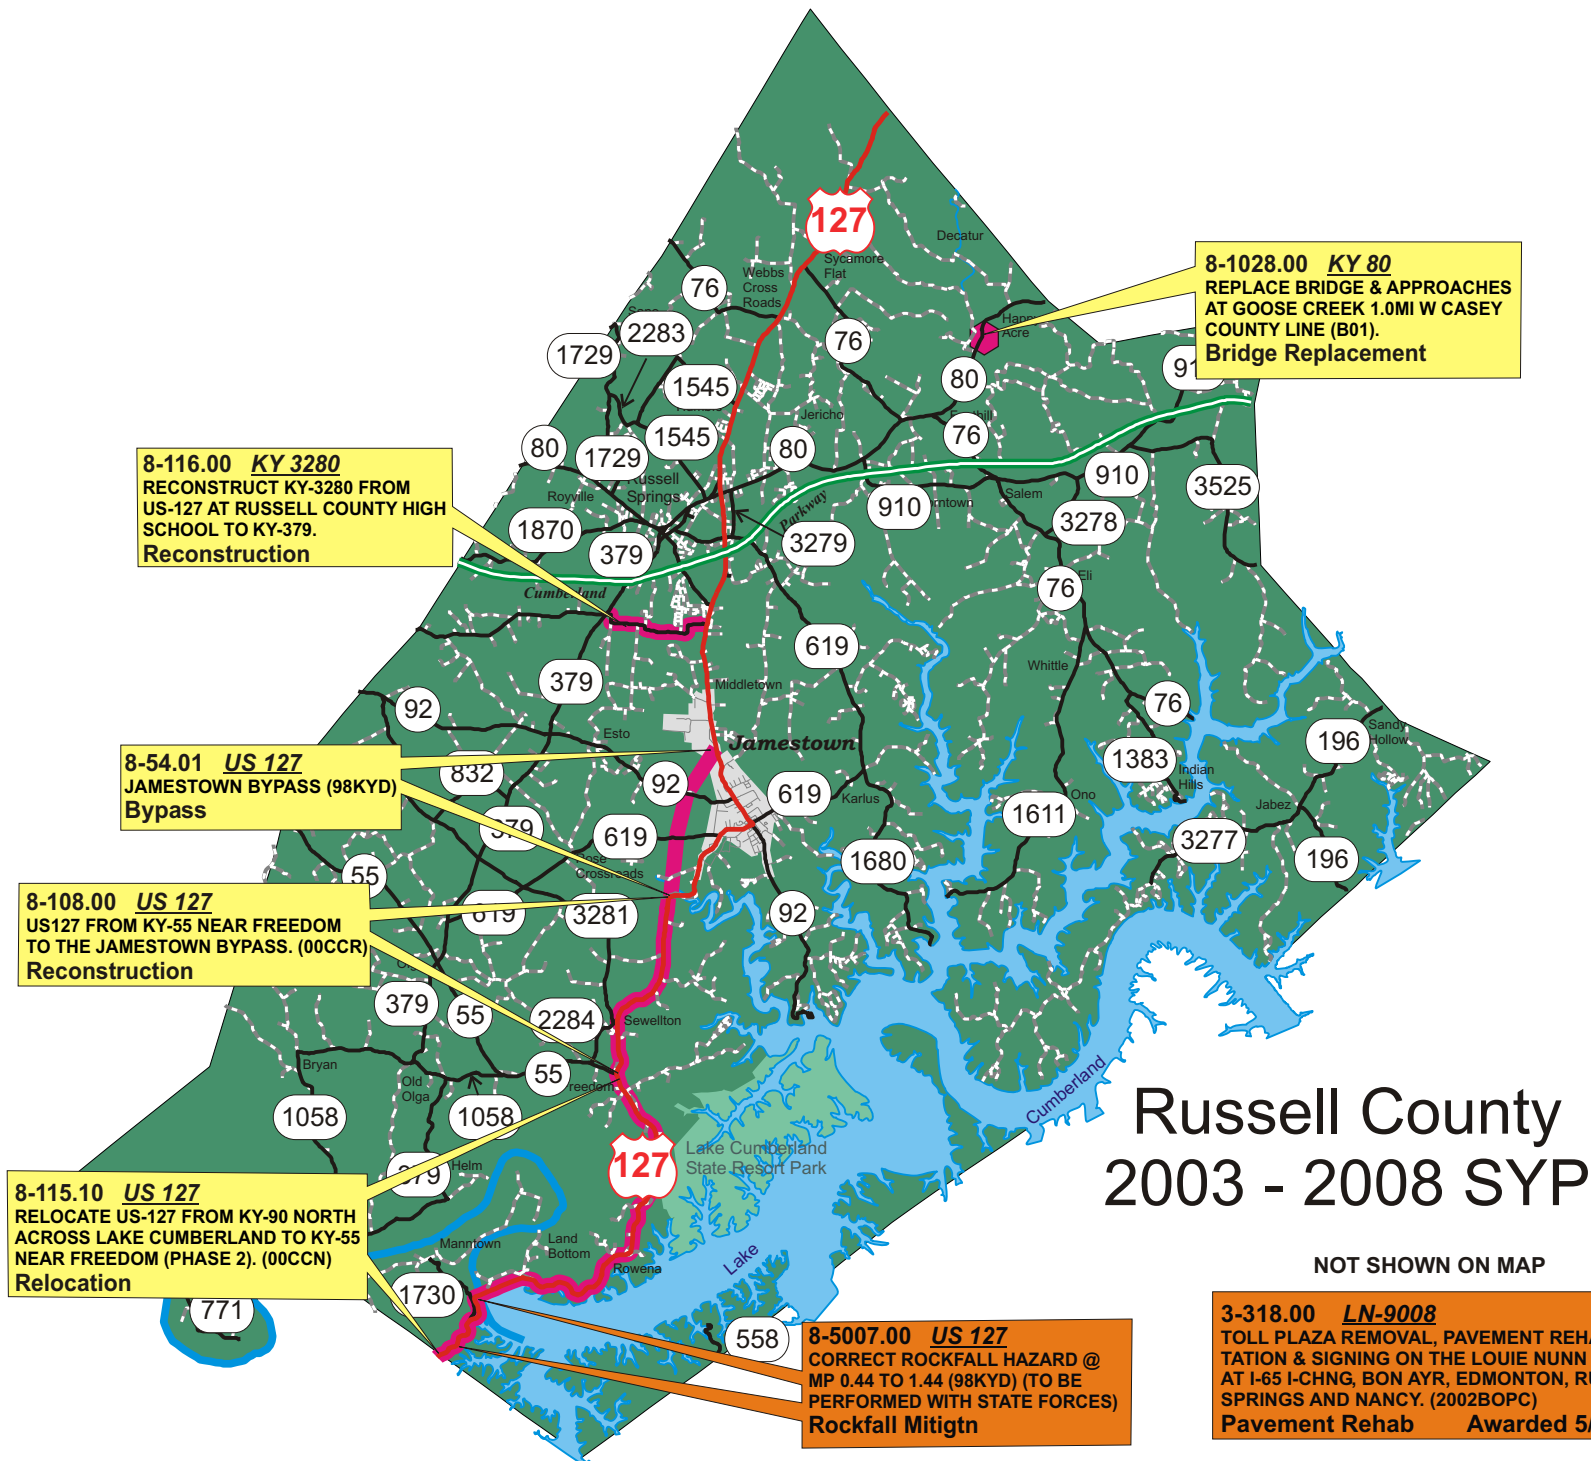 127
Decatur
Sycamore
Flat
Webbs
Cross
Roads
76
8-1028.00 KY 80
REPLACE BRIDGE & APPROACHES
AT GOOSE CREEK 1.0MI W CASEY
COUNTY LINE (B01).
Bridge Replacement
2283
1729
76
Acre
80
1545
Jericho
76
1545
80
80
1729
910
3525
8-116.00 KY 3280
RECONSTRUCT KY-3280 FROM
US-127 AT RUSSELL COUNTY HIGH
SCHOOL TO KY-379.
Reconstruction
Russell
Springs
Royville
Parkway
910
Salem
3278
1870
379
3279
Cumberland
76
Eli
619
Whittle
379
Middletown
92
Esto
Jamestown
76
196
Sandy
Hollow
8-54.01 US 127
JAMESTOWN BYPASS (98KYD)
Bypass
832
92
619
Karlus
1383
Indian
Hills
Ono
1611
Jabez
379
619
Crossroads
1680
3277
196
55
8-108.00 US 127
US127 FROM KY-55 NEAR FREEDOM
TO THE JAMESTOWN BYPASS. (00CCR)
Reconstruction
619
3281
92
379
55
2284
Sewellton
Bryan
Old
Olga
55
1058
1058
Cumberland
Russell County
2003 - 2008 SYP
127
Lake Cumberland
State Resort Park
379
Helm
8-115.10 US 127
RELOCATE US-127 FROM KY-90 NORTH
ACROSS LAKE CUMBERLAND TO KY-55
NEAR FREEDOM (PHASE 2). (00CCN)
Relocation
Manntown
Land
Bottom
Rowena
Lake
NOT SHOWN ON MAP
1730
771
558
8-5007.00 US 127
CORRECT ROCKFALL HAZARD @
MP 0.44 TO 1.44 (98KYD) (TO BE
PERFORMED WITH STATE FORCES)
Rockfall Mitigtn
3-318.00 LN-9008
TOLL PLAZA REMOVAL, PAVEMENT
TATION & SIGNING ON THE LOUIE NUNN
AT I-65 I-CHNG, BON AYR, EDMONTON,
SPRINGS AND NANCY. (2002BOPC)
Pavement Rehab Awarded